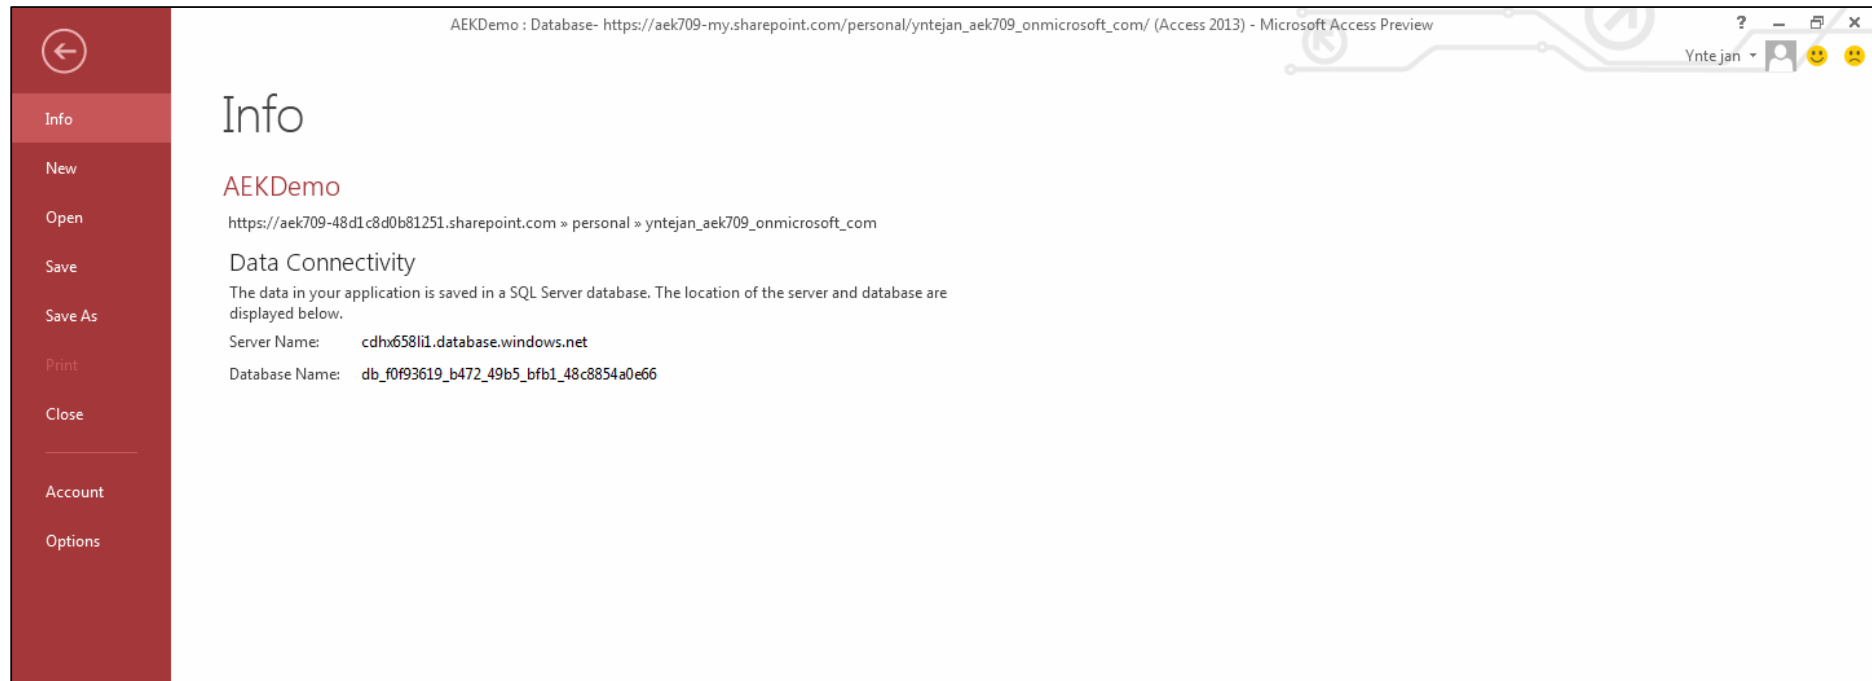 AEKDemo : Database- https://aek709-my.sharepoint.com/personal/yntejan_aek709_onmicrosoft_com/ (Access 2013) - Microsoft Access Preview
?
Ynte jan
Info
New
Open
Save
Save As
Print
Close
Account
Options
Info
AEKDemo
https://aek709-48d1c8d0b81251.sharepoint.com » personal » yntejan_aek709_onmicrosoft_com
Data Connectivity
The data in your application is saved in a SQL Server database. The location of the server and database are
displayed below.
Server Name: cdhx658li1.database.windows.net
Database Name: db_f0f93619_b472_49b5_bfb1_48c8854a0e66